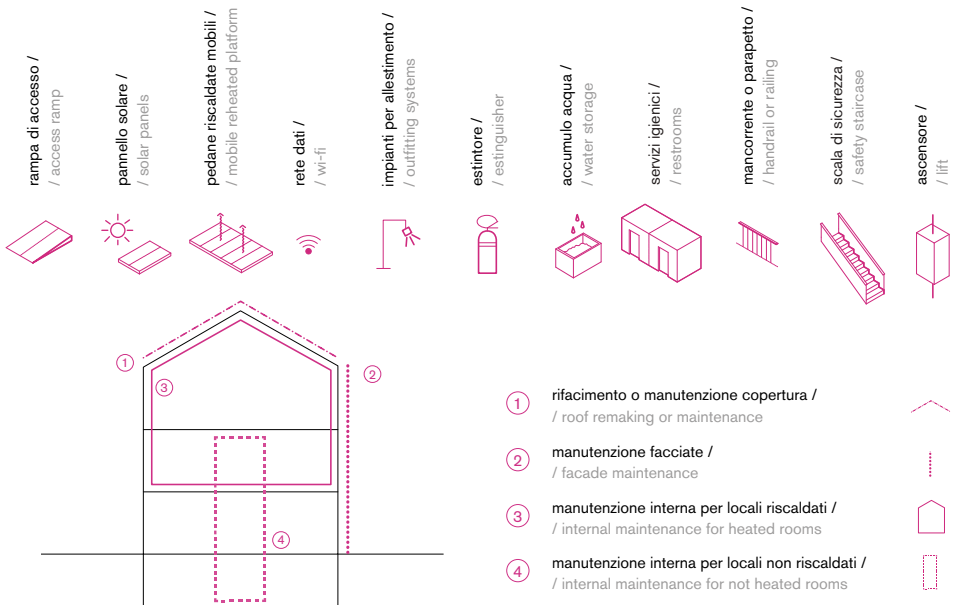 rampa di accesso /
/ access ramp
pannello solare /
/ solar panels
pedane riscaldate mobili /
/ mobile reheated platform
rete dati /
/ wi-fi
impianti per allestimento /
/ outfitting systems
estintore /
/ estinguisher
accumulo acqua /
/ water storage
servizi igienici /
/ restrooms
mancorrente o parapetto /
/ handrail or railing
scala di sicurezza /
/ safety staircase
ascensore /
/ lift
1
2
3
4
1 rifacimento o manutenzione copertura /
/ roof remaking or maintenance
2 manutenzione facciate /
/ facade maintenance
3 manutenzione interna per locali riscaldati /
/ internal maintenance for heated rooms
4 manutenzione interna per locali non riscaldati /
/ internal maintenance for not heated rooms